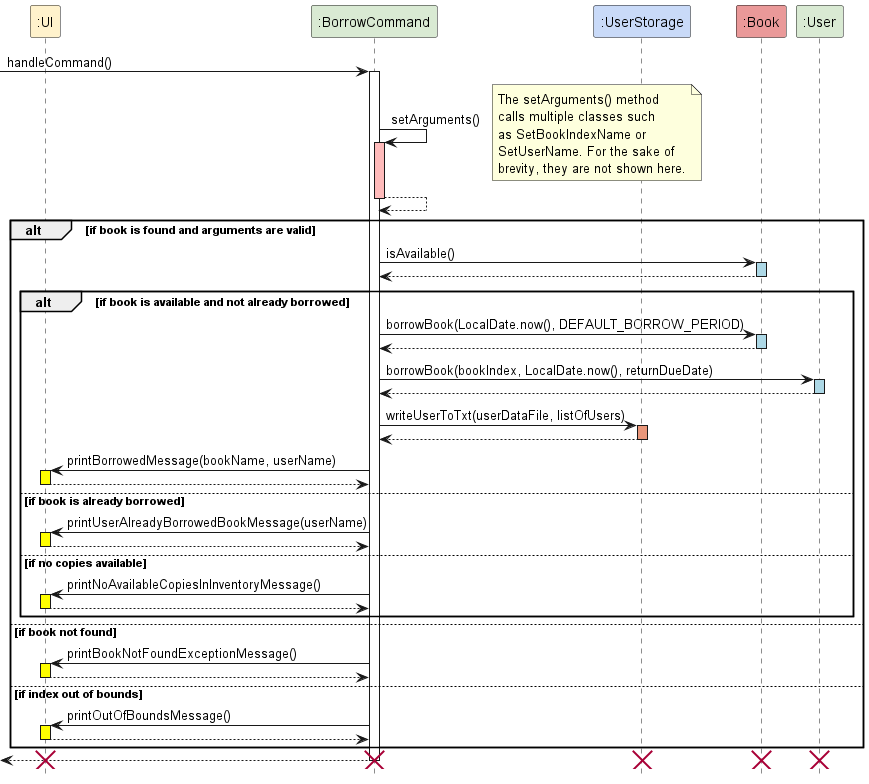 :UI
:BorrowCommand
:UserStorage
:Book
:User
handleCommand()
setArguments()
The setArguments() method
calls multiple classes such
as SetBookIndexName or
SetUserName. For the sake of
brevity, they are not shown here.
alt
[if book is found and arguments are valid]
isAvailable()
alt
[if book is available and not already borrowed]
borrowBook(LocalDate.now(), DEFAULT_BORROW_PERIOD)
borrowBook(bookIndex, LocalDate.now(), returnDueDate)
writeUserToTxt(userDataFile, listOfUsers)
printBorrowedMessage(bookName, userName)
[if book is already borrowed]
printUserAlreadyBorrowedBookMessage(userName)
[if no copies available]
printNoAvailableCopiesInInventoryMessage()
[if book not found]
printBookNotFoundExceptionMessage()
[if index out of bounds]
printOutOfBoundsMessage()